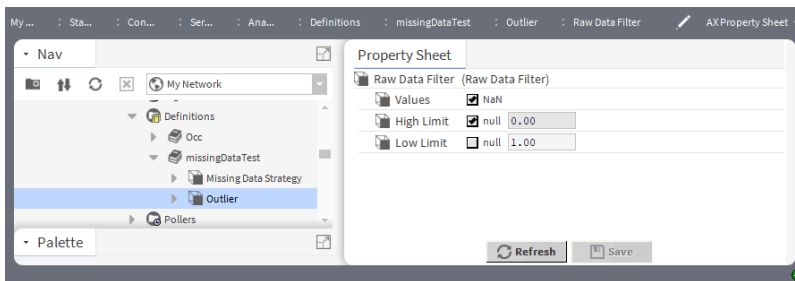 My ... : Sta... : Con... : Ser... : Ana... : Definitions : missingDataTest : Outlier : Raw Data Filter AX Property Sheet
Nav
My Network
Definitions
Occ
missingDataTest
Missing Data Strategy
Outlier
Pollers
Palette
Property Sheet
Raw Data Filter (Raw Data Filter)
Values NaN
High Limit null 0.00
Low Limit null 1.00
Refresh Save